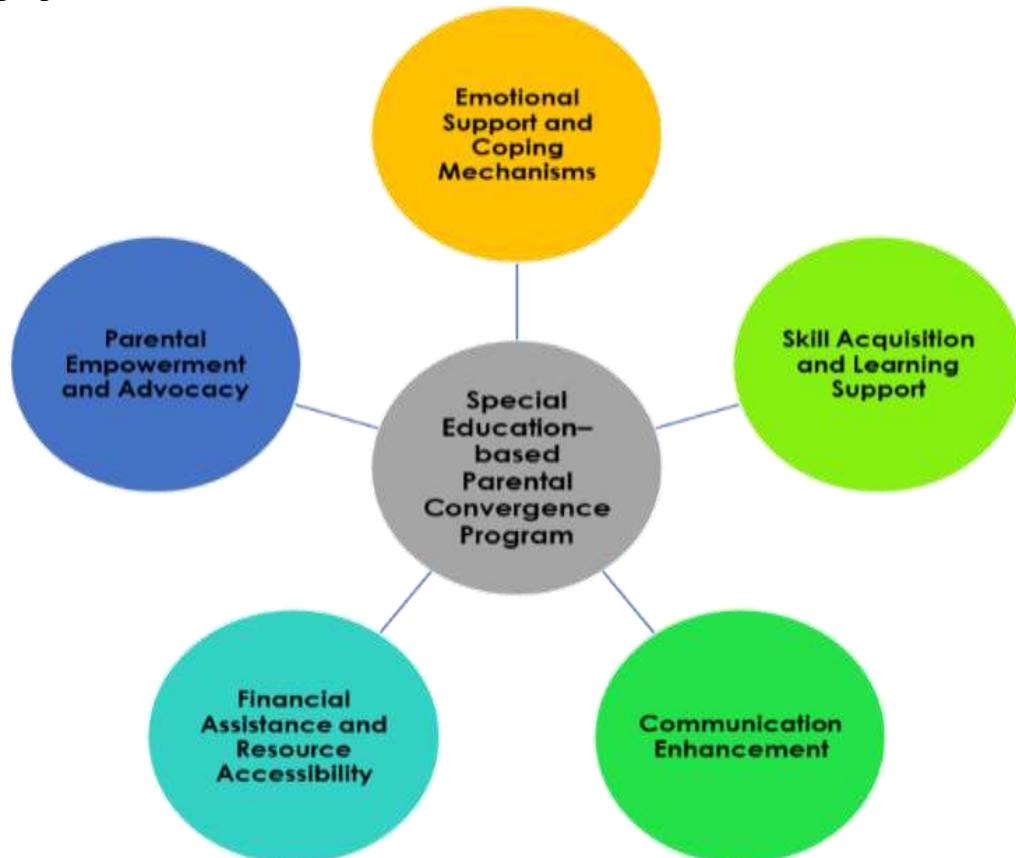 Emotional
Support and
Coping
Mechanisms
Parental
Empowerment
and Advocacy
Skill Acquisition
and Learning
Support
Special
Education–
based
Parental
Convergence
Program
Financial
Assistance and
Resource
Accessibility
Communication
Enhancement